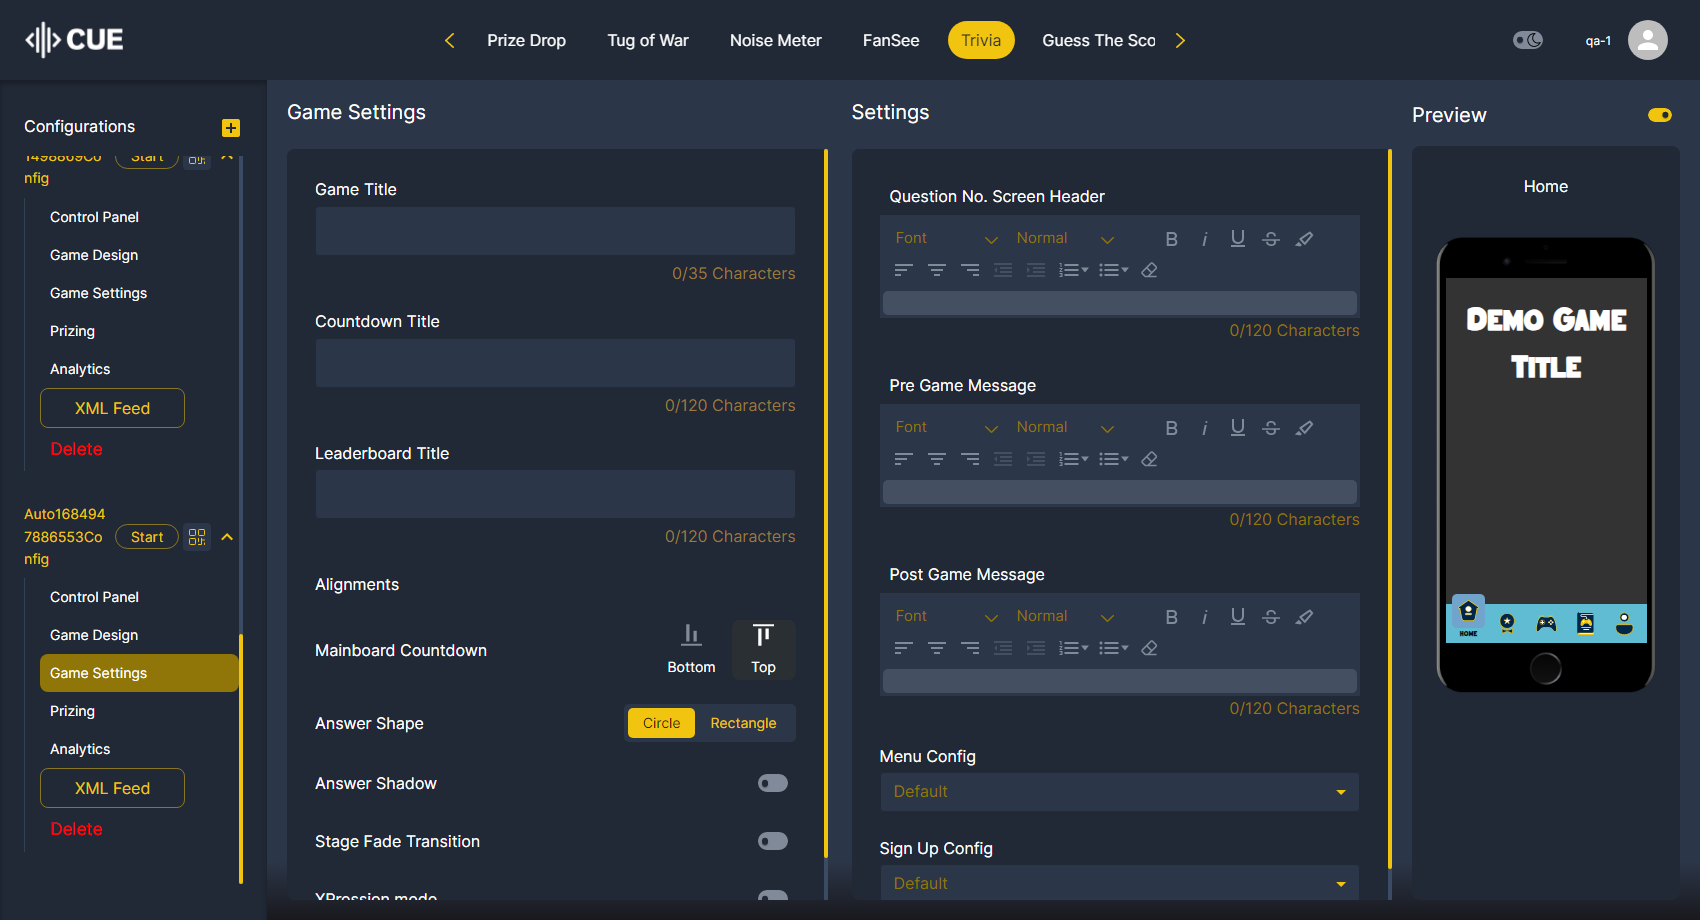 CUE
Prize Drop
Tug of War
Noise Meter
FanSee
Trivia
Guess The Sco
qa-1
Configurations
1498869Co
nfig
Start
Control Panel
Game Design
Game Settings
Prizing
Analytics
XML Feed
Delete
Auto168494
7886553Co
nfig
Start
Control Panel
Game Design
Game Settings
Prizing
Analytics
XML Feed
Delete
Game Settings
Game Title
0/35 Characters
Countdown Title
0/120 Characters
Leaderboard Title
0/120 Characters
Alignments
Mainboard Countdown
Bottom
Top
Answer Shape
Circle
Rectangle
Answer Shadow
Stage Fade Transition
XPression mode
Settings
Question No. Screen Header
Font
Normal
0/120 Characters
Pre Game Message
Font
Normal
0/120 Characters
Post Game Message
Font
Normal
0/120 Characters
Menu Config
Default
Sign Up Config
Default
Preview
Home
Demo Game
Title
HOME